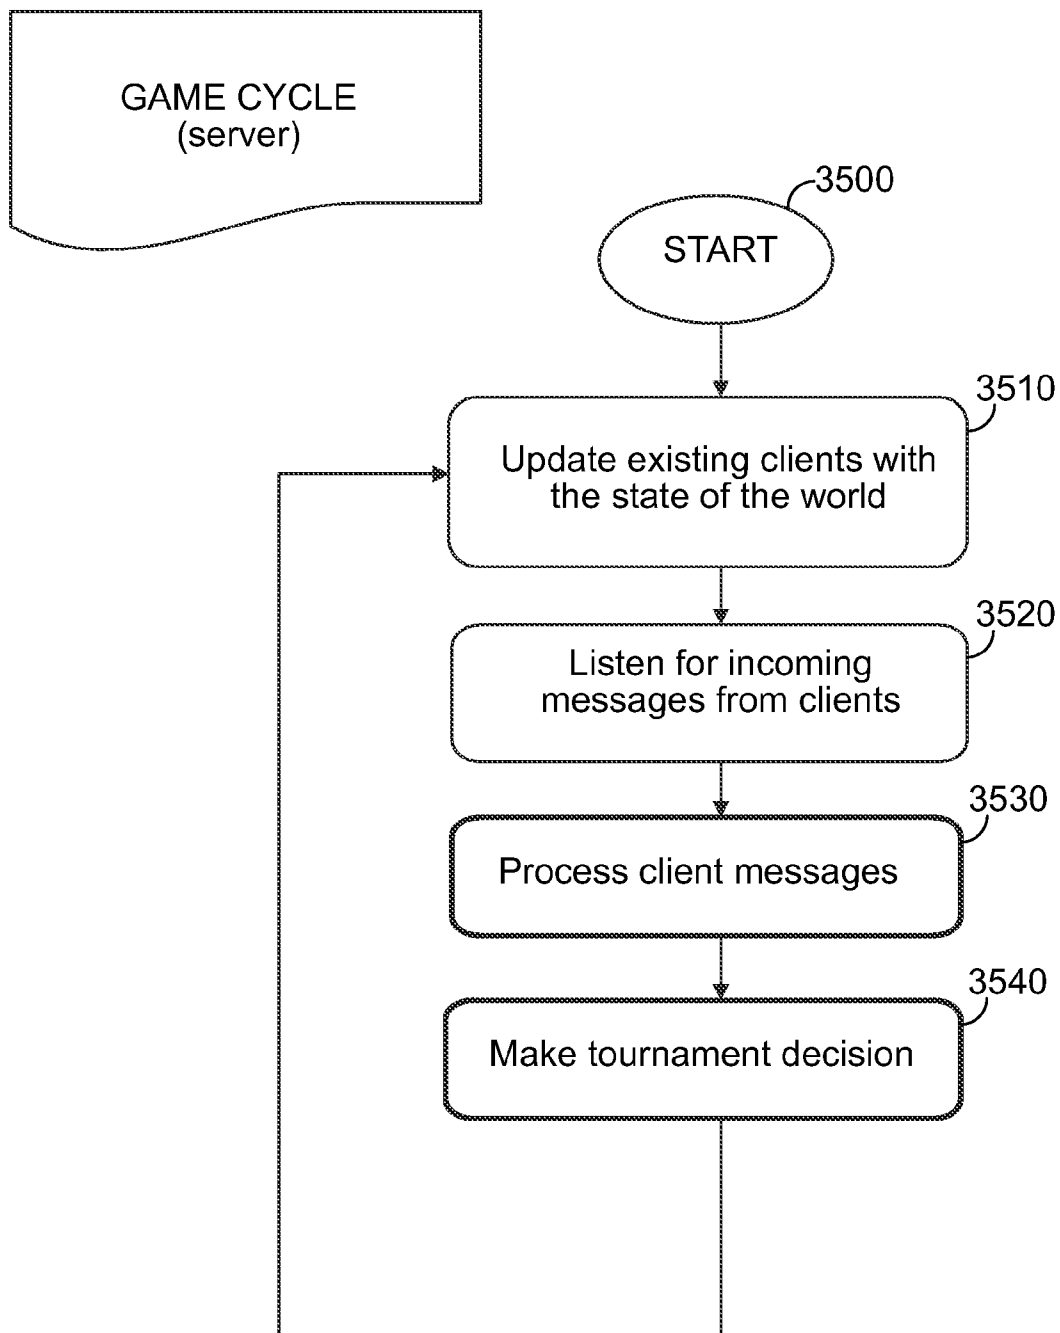 GAME CYCLE
(server)
3500
START
3510
Update existing clients with
the state of the world
3520
Listen for incoming
messages from clients
3530
Process client messages
3540
Make tournament decision